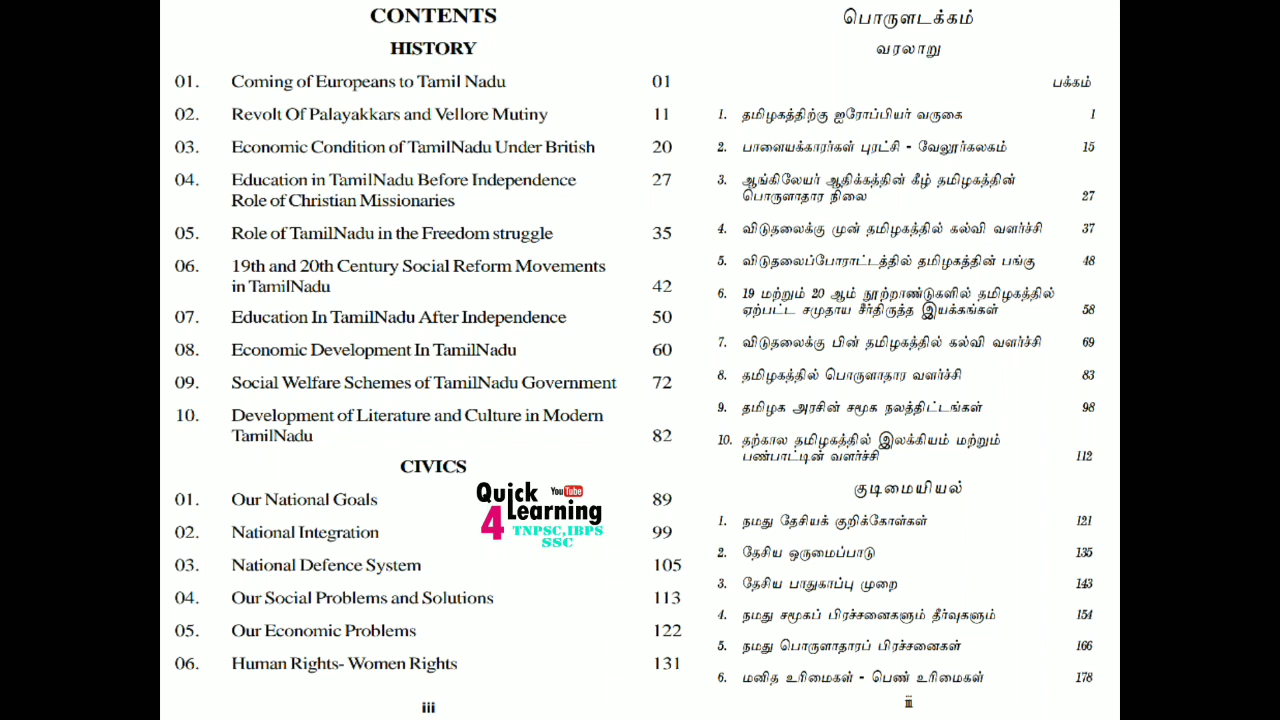 CONTENTS
HISTORY
01. Coming of Europeans to Tamil Nadu 01
02. Revolt Of Palayakkars and Vellore Mutiny 11
03. Economic Condition of TamilNadu Under British 20
04. Education in TamilNadu Before Independence 27
Role of Christian Missionaries
05. Role of TamilNadu in the Freedom struggle 35
06. 19th and 20th Century Social Reform Movements
in TamilNadu 42
07. Education In TamilNadu After Independence 50
08. Economic Development In TamilNadu 60
09. Social Welfare Schemes of TamilNadu Government 72
10. Development of Literature and Culture in Modern
TamilNadu 82
CIVICS
01. Our National Goals 89
02. National Integration 99
03. National Defence System 105
04. Our Social Problems and Solutions 113
05. Our Economic Problems 122
06. Human Rights- Women Rights 131
iii
Quick YouTube
4 Learning
TNPSC,IBPS
SSC
பொருளடக்கம்
வரலாறு
பக்கம்
1. தமிழகத்திற்கு ஐரோப்பியர் வருகை 1
2. பாளையக்காரர்கள் புரட்சி - வேலூர்கலகம் 15
3. ஆங்கிலேயர் ஆதிக்கத்தின் கீழ் தமிழகத்தின்
பொருளாதார நிலை 27
4. விடுதலைக்கு முன் தமிழகத்தில் கல்வி வளர்ச்சி 37
5. விடுதலைப்போராட்டத்தில் தமிழகத்தின் பங்கு 48
6. 19 மற்றும் 20 ஆம் நூற்றாண்டுகளில் தமிழகத்தில்
ஏற்பட்ட சமுதாய சீர்திருத்த இயக்கங்கள் 58
7. விடுதலைக்கு பின் தமிழகத்தில் கல்வி வளர்ச்சி 69
8. தமிழகத்தில் பொருளாதார வளர்ச்சி 83
9. தமிழக அரசின் சமூக நலத்திட்டங்கள் 98
10. தற்கால தமிழகத்தில் இலக்கியம் மற்றும்
பண்பாட்டின் வளர்ச்சி 112
குடிமையியல்
1. நமது தேசியக் குறிக்கோள்கள் 121
2. தேசிய ஒருமைப்பாடு 135
3. தேசிய பாதுகாப்பு முறை 143
4. நமது சமூகப் பிரச்சனைகளும் தீர்வுகளும் 154
5. நமது பொருளாதாரப் பிரச்சனைகள் 166
6. மனித உரிமைகள் - பெண் உரிமைகள் 178
iii